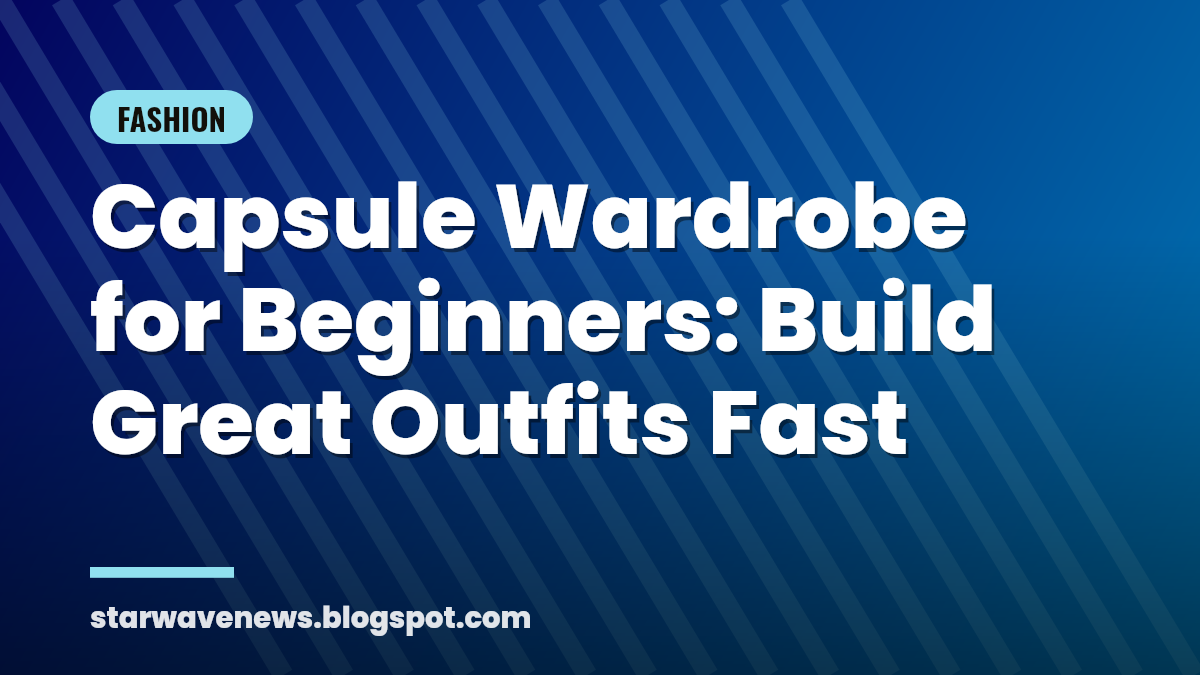 FASHION
Capsule Wardrobe
for Beginners: Build
Great Outfits Fast
starwavenews.blogspot.com